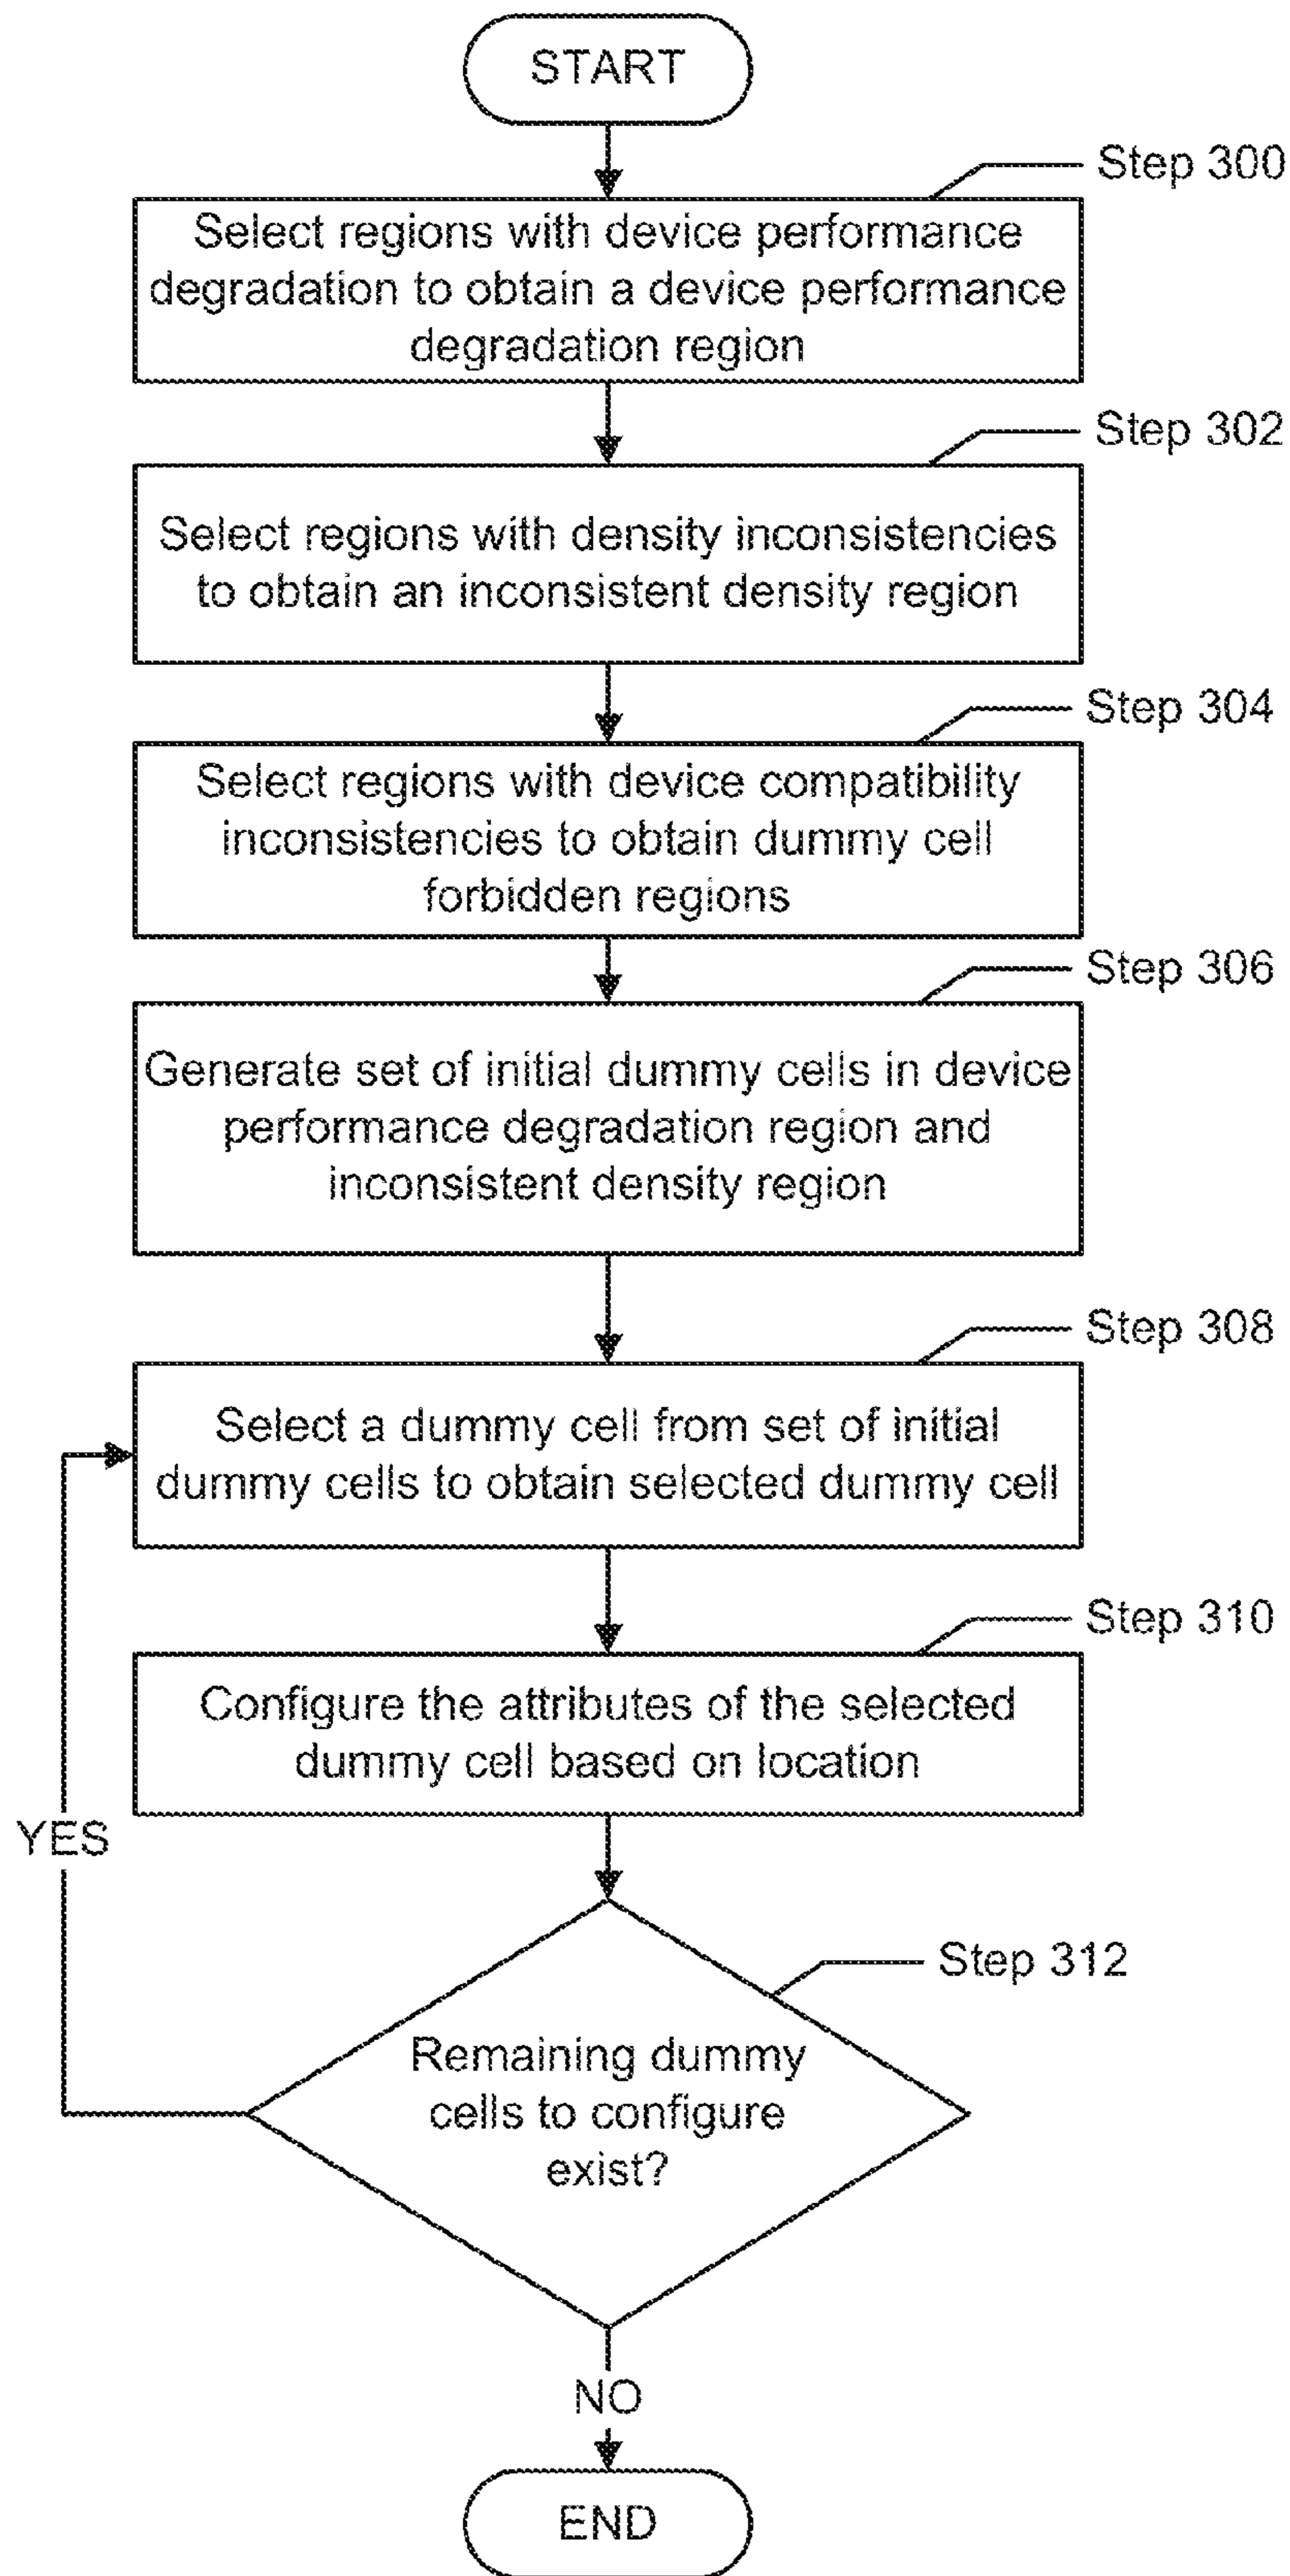 START
Step 300
Select regions with device performance
degradation to obtain a device performance
degradation region
Step 302
Select regions with density inconsistencies
to obtain an inconsistent density region
Step 304
Select regions with device compatibility
inconsistencies to obtain dummy cell
forbidden regions
Step 306
Generate set of initial dummy cells in device
performance degradation region and
inconsistent density region
Step 308
Select a dummy cell from set of initial
dummy cells to obtain selected dummy cell
Step 310
Configure the attributes of the selected
dummy cell based on location
YES
Step 312
Remaining dummy
cells to configure
exist?
NO
END